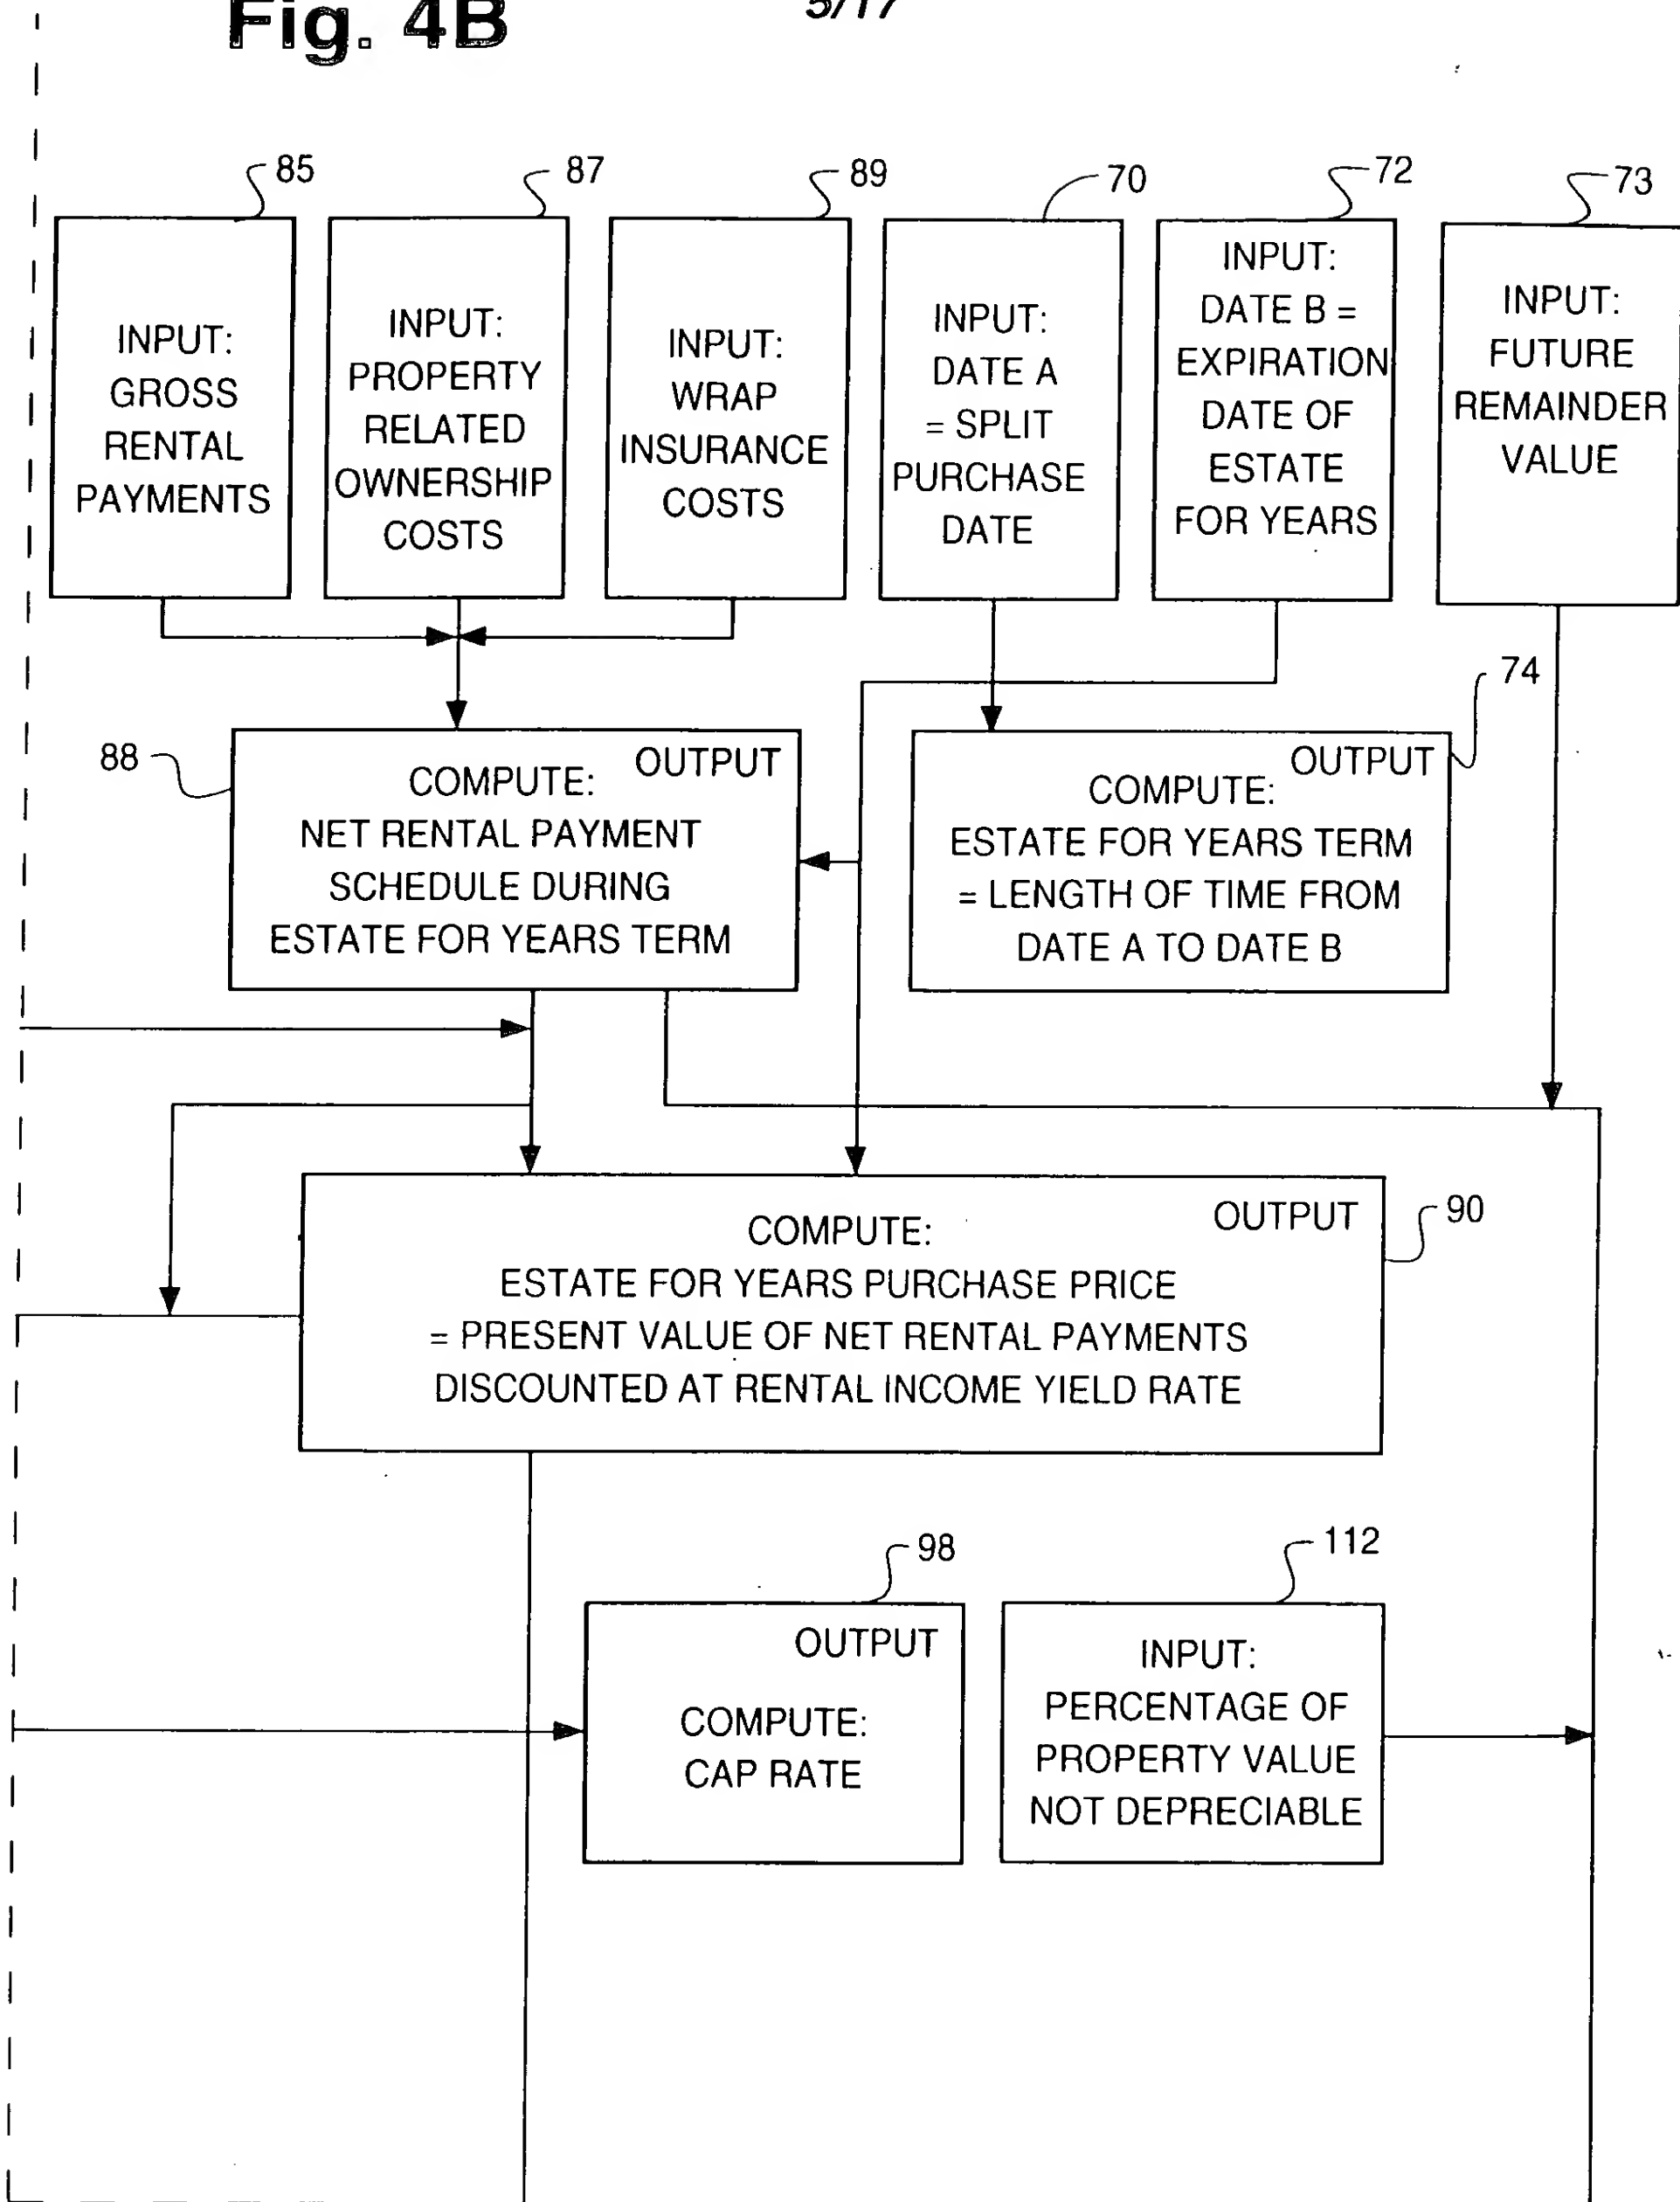 Fig. 4B
5/17
85
87
89
70
72
73
INPUT:
GROSS
RENTAL
PAYMENTS
INPUT:
PROPERTY
RELATED
OWNERSHIP
COSTS
INPUT:
WRAP
INSURANCE
COSTS
INPUT:
DATE A
= SPLIT
PURCHASE
DATE
INPUT:
DATE B =
EXPIRATION
DATE OF
ESTATE
FOR YEARS
INPUT:
FUTURE
REMAINDER
VALUE
88
OUTPUT
COMPUTE:
NET RENTAL PAYMENT
SCHEDULE DURING
ESTATE FOR YEARS TERM
74
OUTPUT
COMPUTE:
ESTATE FOR YEARS TERM
= LENGTH OF TIME FROM
DATE A TO DATE B
90
OUTPUT
COMPUTE:
ESTATE FOR YEARS PURCHASE PRICE
= PRESENT VALUE OF NET RENTAL PAYMENTS
DISCOUNTED AT RENTAL INCOME YIELD RATE
98
OUTPUT
COMPUTE:
CAP RATE
112
INPUT:
PERCENTAGE OF
PROPERTY VALUE
NOT DEPRECIABLE